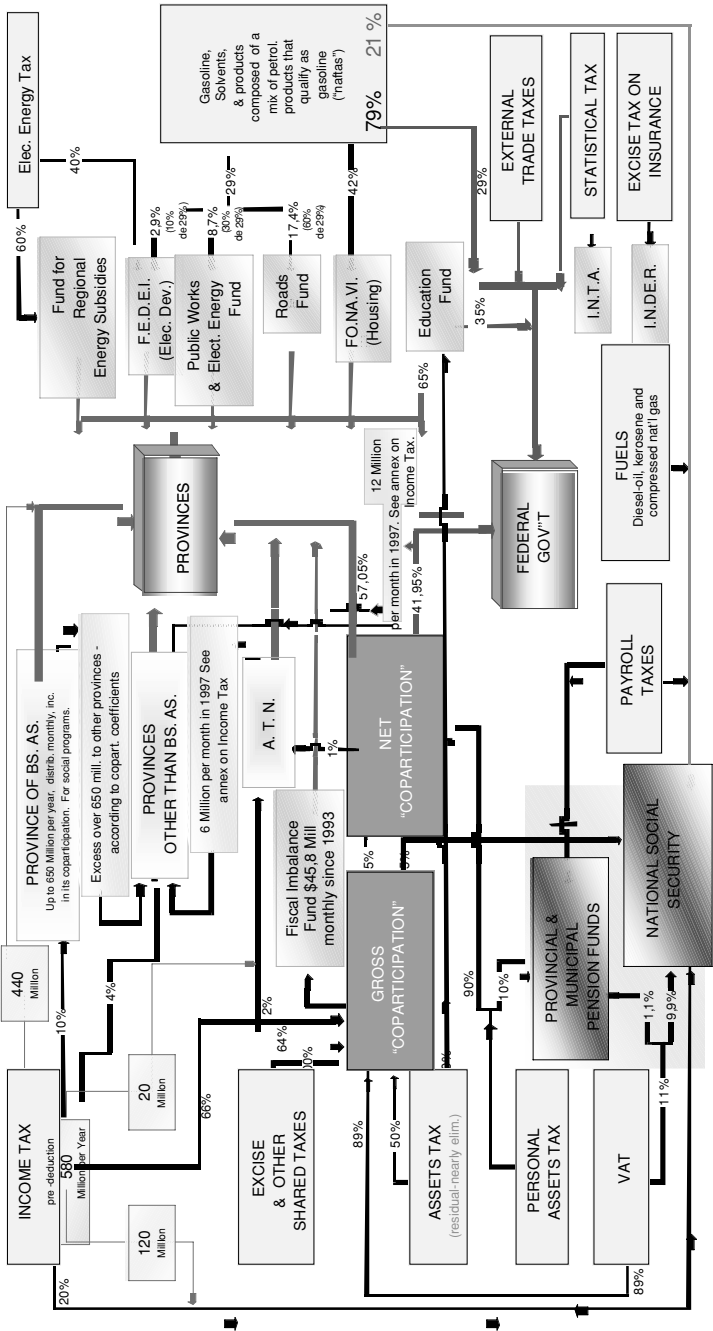 INCOME TAX
pre -deduction
580
Million per Year
440
Million
20
Million
120
Million
20%
10%
4%
66%
2%
64%
PROVINCE OF BS. AS.
Up to 650 Million per year, distrib. monthly, inc.
in its coparticipation. For social programs.
Excess over 650 mill. to other provinces -
according to copart. coefficients
PROVINCES
OTHER THAN BS. AS.
6 Million per month in 1997 See
annex on Income Tax
A. T. N.
Fiscal Imbalance
Fund $45,8 Mill
monthly since 1993
EXCISE
& OTHER
SHARED TAXES
GROSS
"COPARTICIPATION"
NET
"COPARTICIPATION"
1%
57,05%
41,95%
12 Million
per month in 1997. See annex on
Income Tax.
ASSETS TAX
(residual-nearly elim.)
50%
89%
PERSONAL
ASSETS TAX
90%
10%
VAT
89%
11%
1,1%
9,9%
PROVINCIAL &
MUNICIPAL
PENSION FUNDS
NATIONAL SOCIAL
SECURITY
PAYROLL
TAXES
FUELS
Diesel-oil, kerosene and
compressed nat'l gas
PROVINCES
FEDERAL
GOV"T
Elec. Energy Tax
60%
40%
Fund for
Regional
Energy Subsidies
F.E.D.E.I.
(Elec. Dev.)
Public Works
& Elect. Energy
Fund
Roads
Fund
FO.NA.VI.
(Housing)
Education
Fund
65%
35%
2,9%
(10%
de 29%)
8,7%
(30%
de 29%)
17,4%
(60%
de 29%)
29%
42%
Gasoline,
Solvents,
& products
composed of a
mix of petrol.
products that
qualify as
gasoline
("naftas")
79%
21 %
29%
EXTERNAL
TRADE TAXES
STATISTICAL TAX
EXCISE TAX ON
INSURANCE
I.N.T.A.
I.N.DE.R.